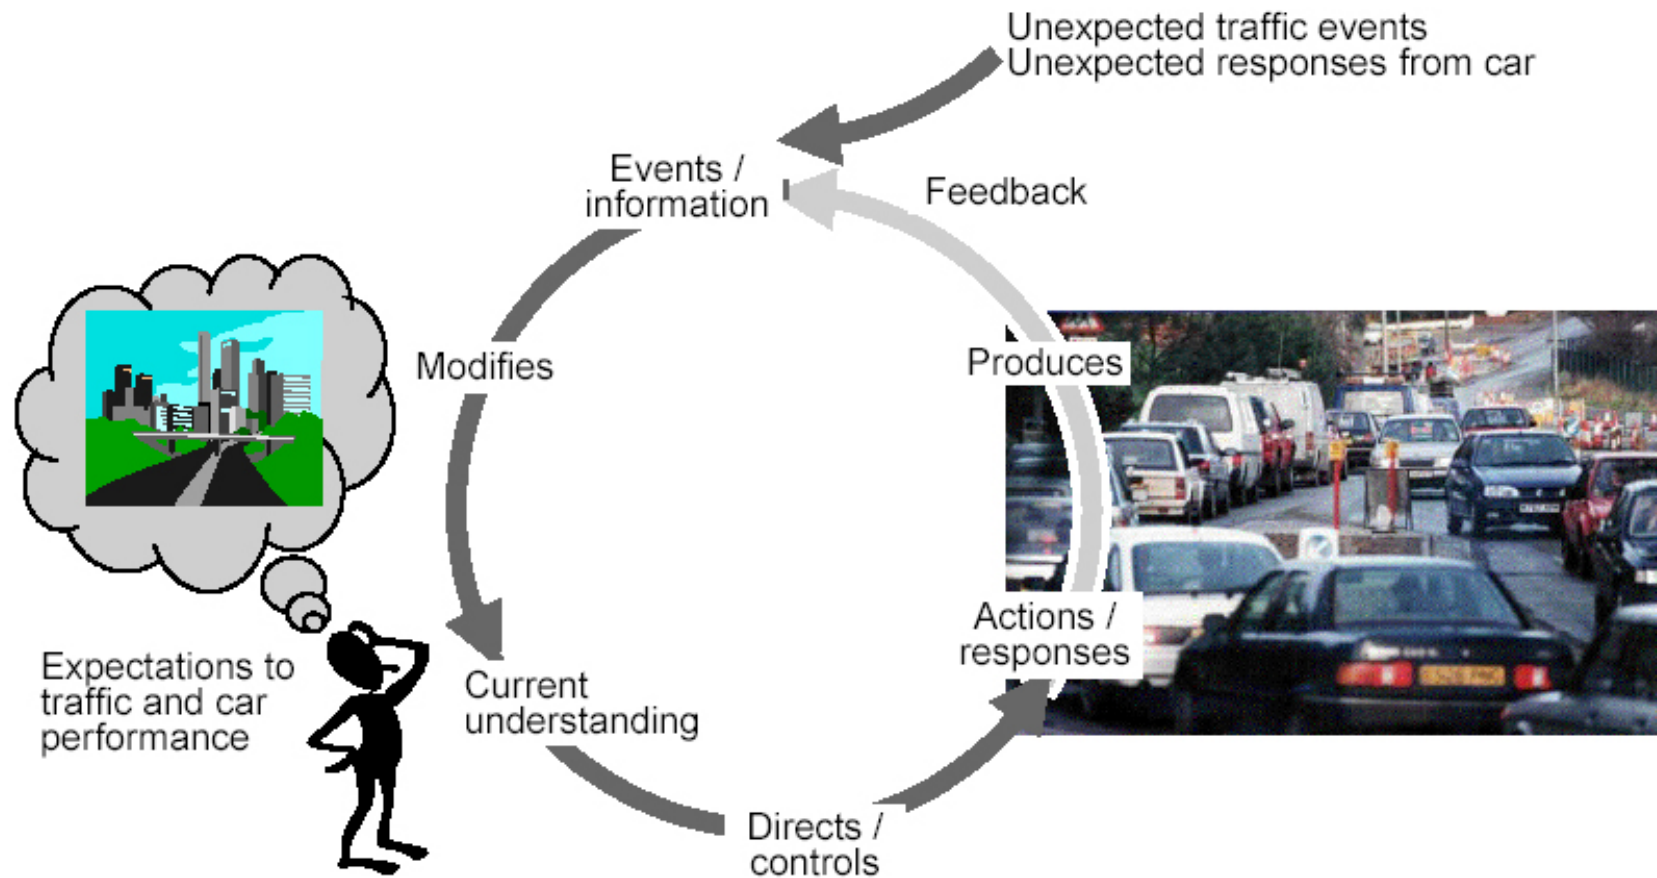 Unexpected traffic events
Unexpected responses from car
Events /
information
Feedback
Modifies
Produces
Actions /
responses
Expectations to
traffic and car
performance
Current
understanding
Directs /
controls